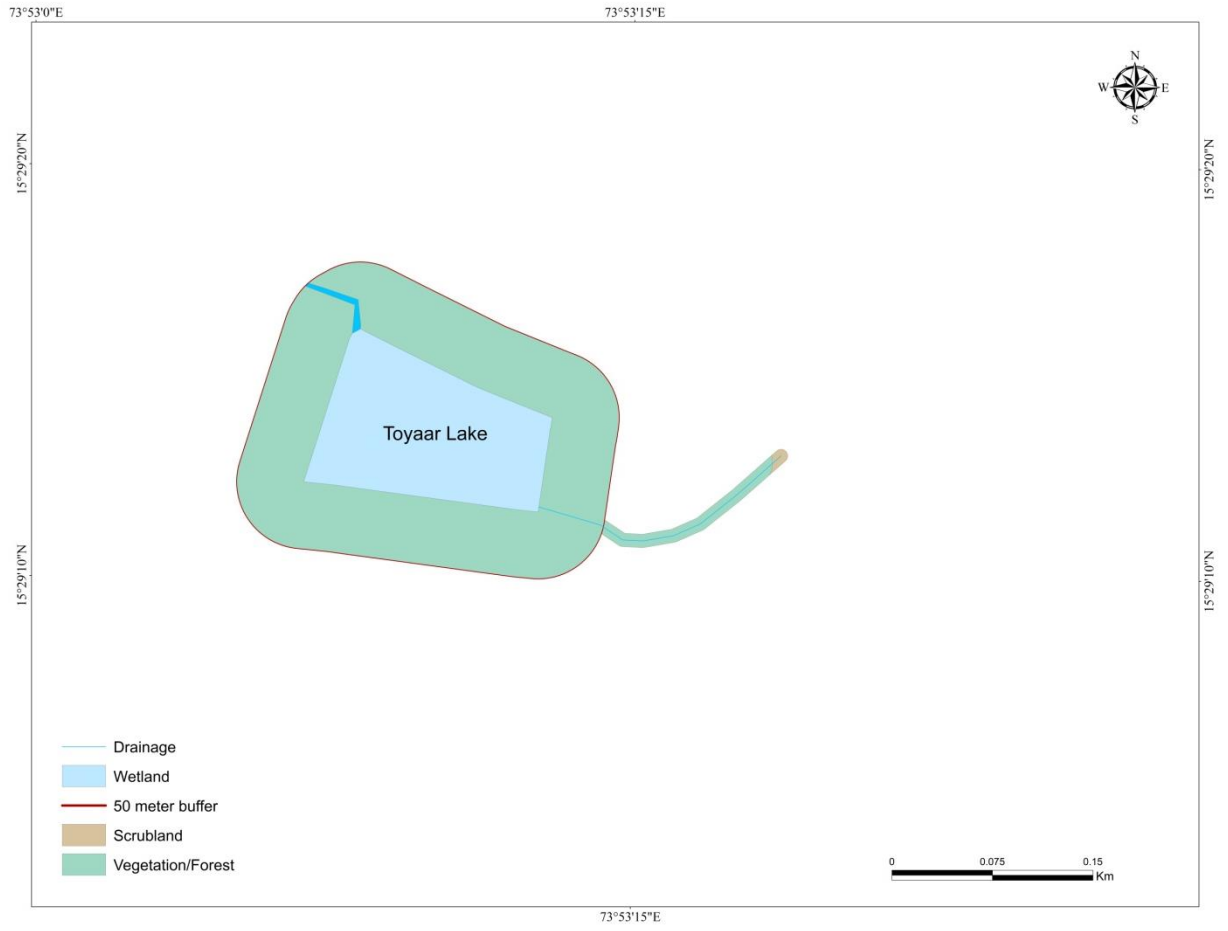 73°53'0"E
73°53'15"E
N
W
E
S
15°29'20"N
15°29'20"N
Toyaar Lake
15°29'10"N
15°29'10"N
Drainage
Wetland
50 meter buffer
Scrubland
Vegetation/Forest
0 0.075 0.15
Km
73°53'15"E